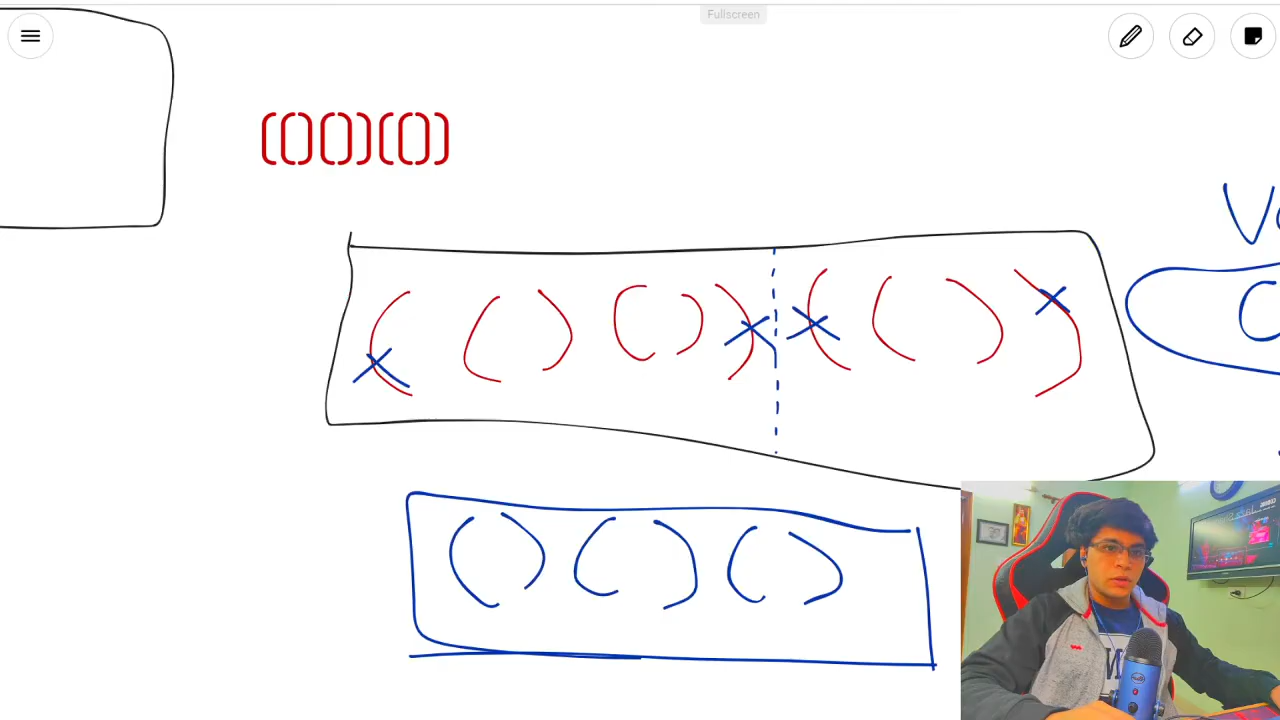 Fullscreen
(()())(())
( ( ) ( ) ) ( ( ) )
( ) ( ) ( )